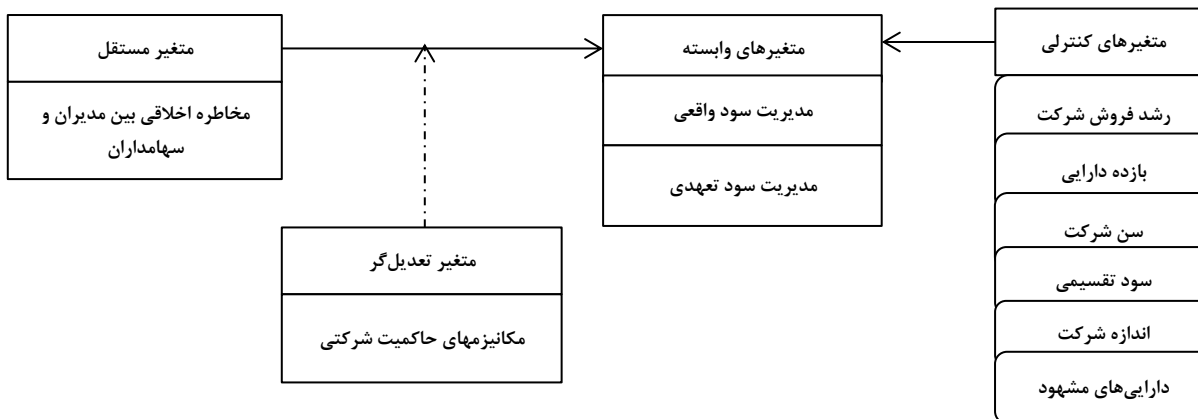 متغیرهای کنترلی
رشد فروش شرکت
بازده دارایی
سن شرکت
سود تقسیمی
اندازه شرکت
دارایی‌های مشهود
متغیرهای وابسته
مدیریت سود واقعی
مدیریت سود تعهدی
متغیر مستقل
مخاطره اخلاقی بین مدیران و
سهامداران
متغیر تعدیل‌گر
مکانیزمهای حاکمیت شرکتی